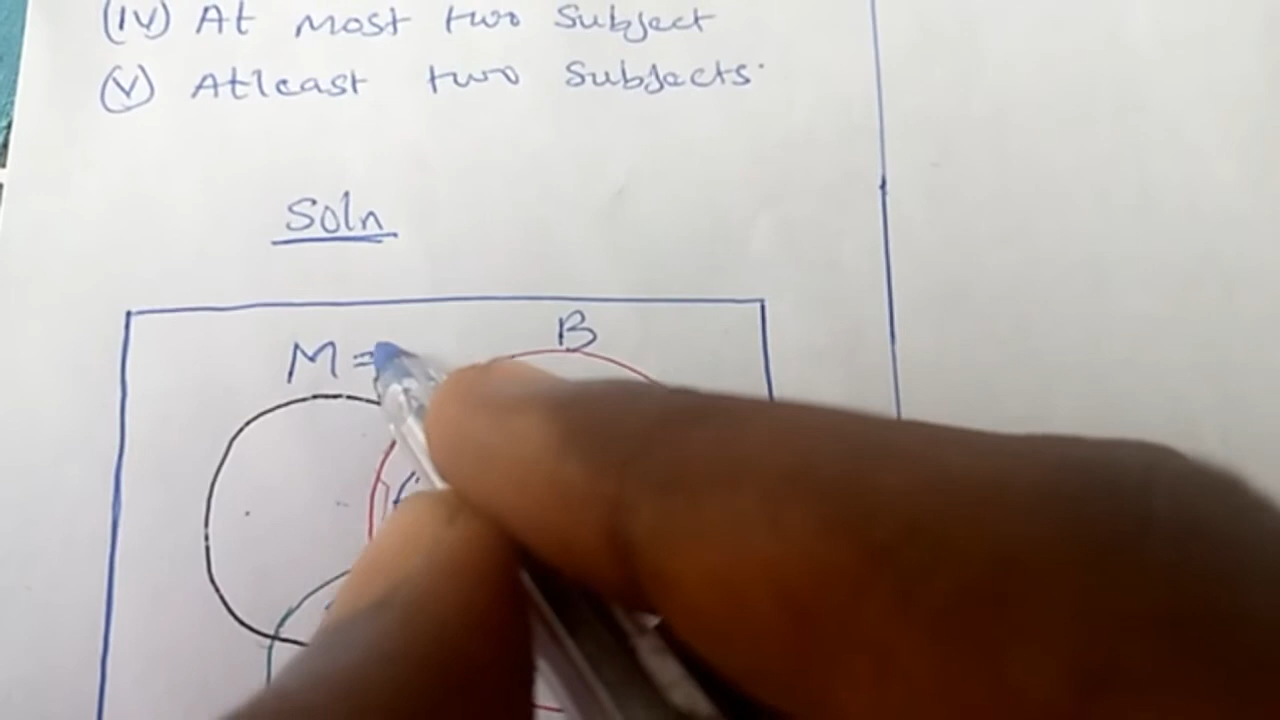 (iv) At most two Subject
(v) Atleast two Subjects.
Soln
M =
B